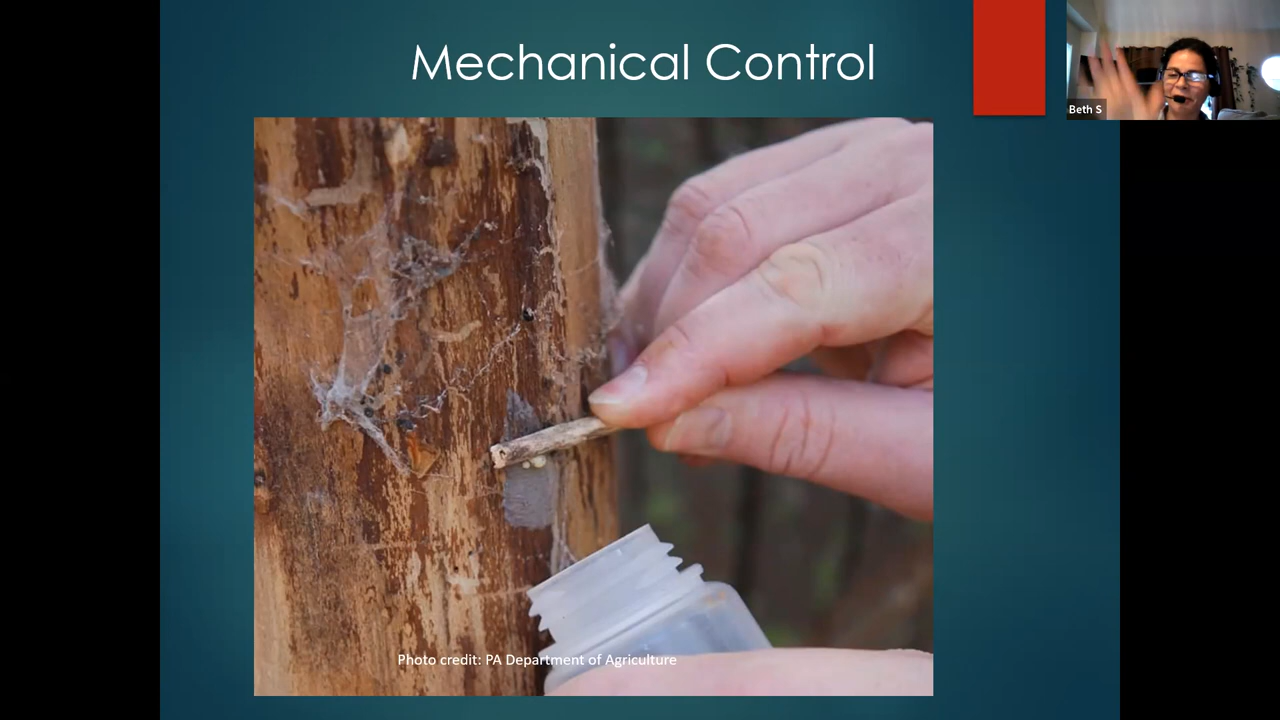 Mechanical Control
Beth S
Photo credit: PA Department of Agriculture